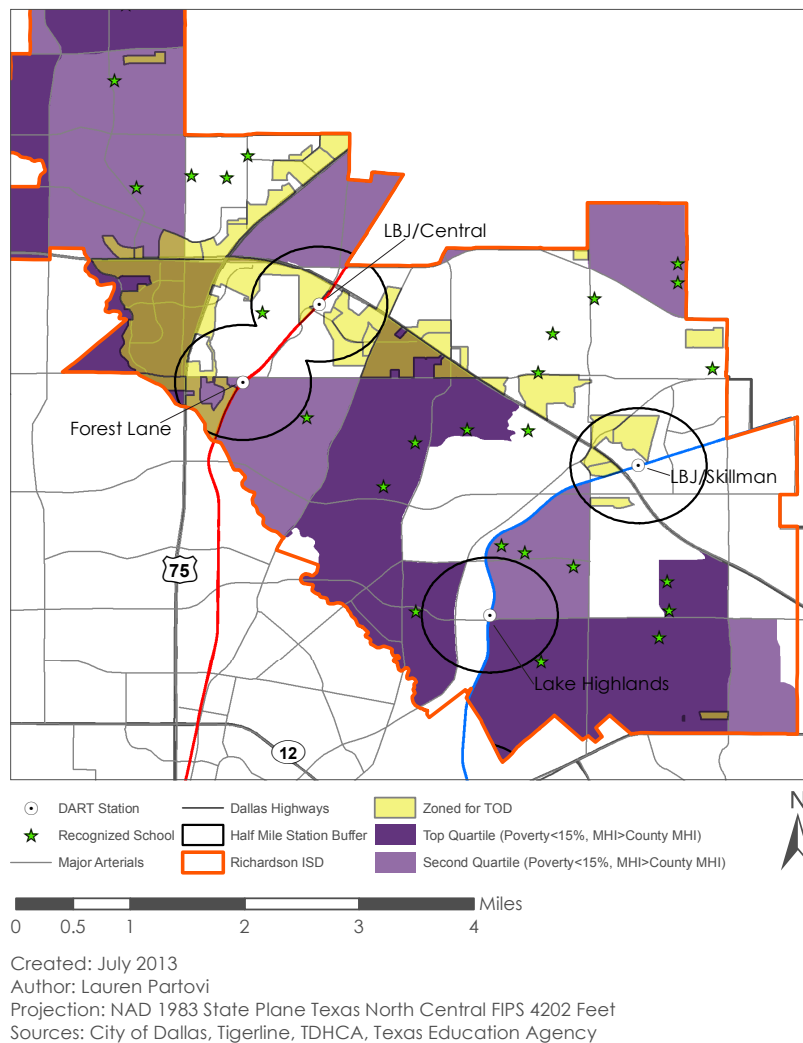 LBJ/Central
Forest Lane
LBJ/Skillman
75
Lake Highlands
12
N
DART Station
Dallas Highways
Zoned for TOD
Recognized School
Half Mile Station Buffer
Top Quartile (Poverty<15%, MHI>County MHI)
Major Arterials
Richardson ISD
Second Quartile (Poverty<15%, MHI>County MHI)
Miles
0 0.5 1 2 3 4
Created: July 2013
Author: Lauren Partovi
Projection: NAD 1983 State Plane Texas North Central FIPS 4202 Feet
Sources: City of Dallas, Tigerline, TDHCA, Texas Education Agency